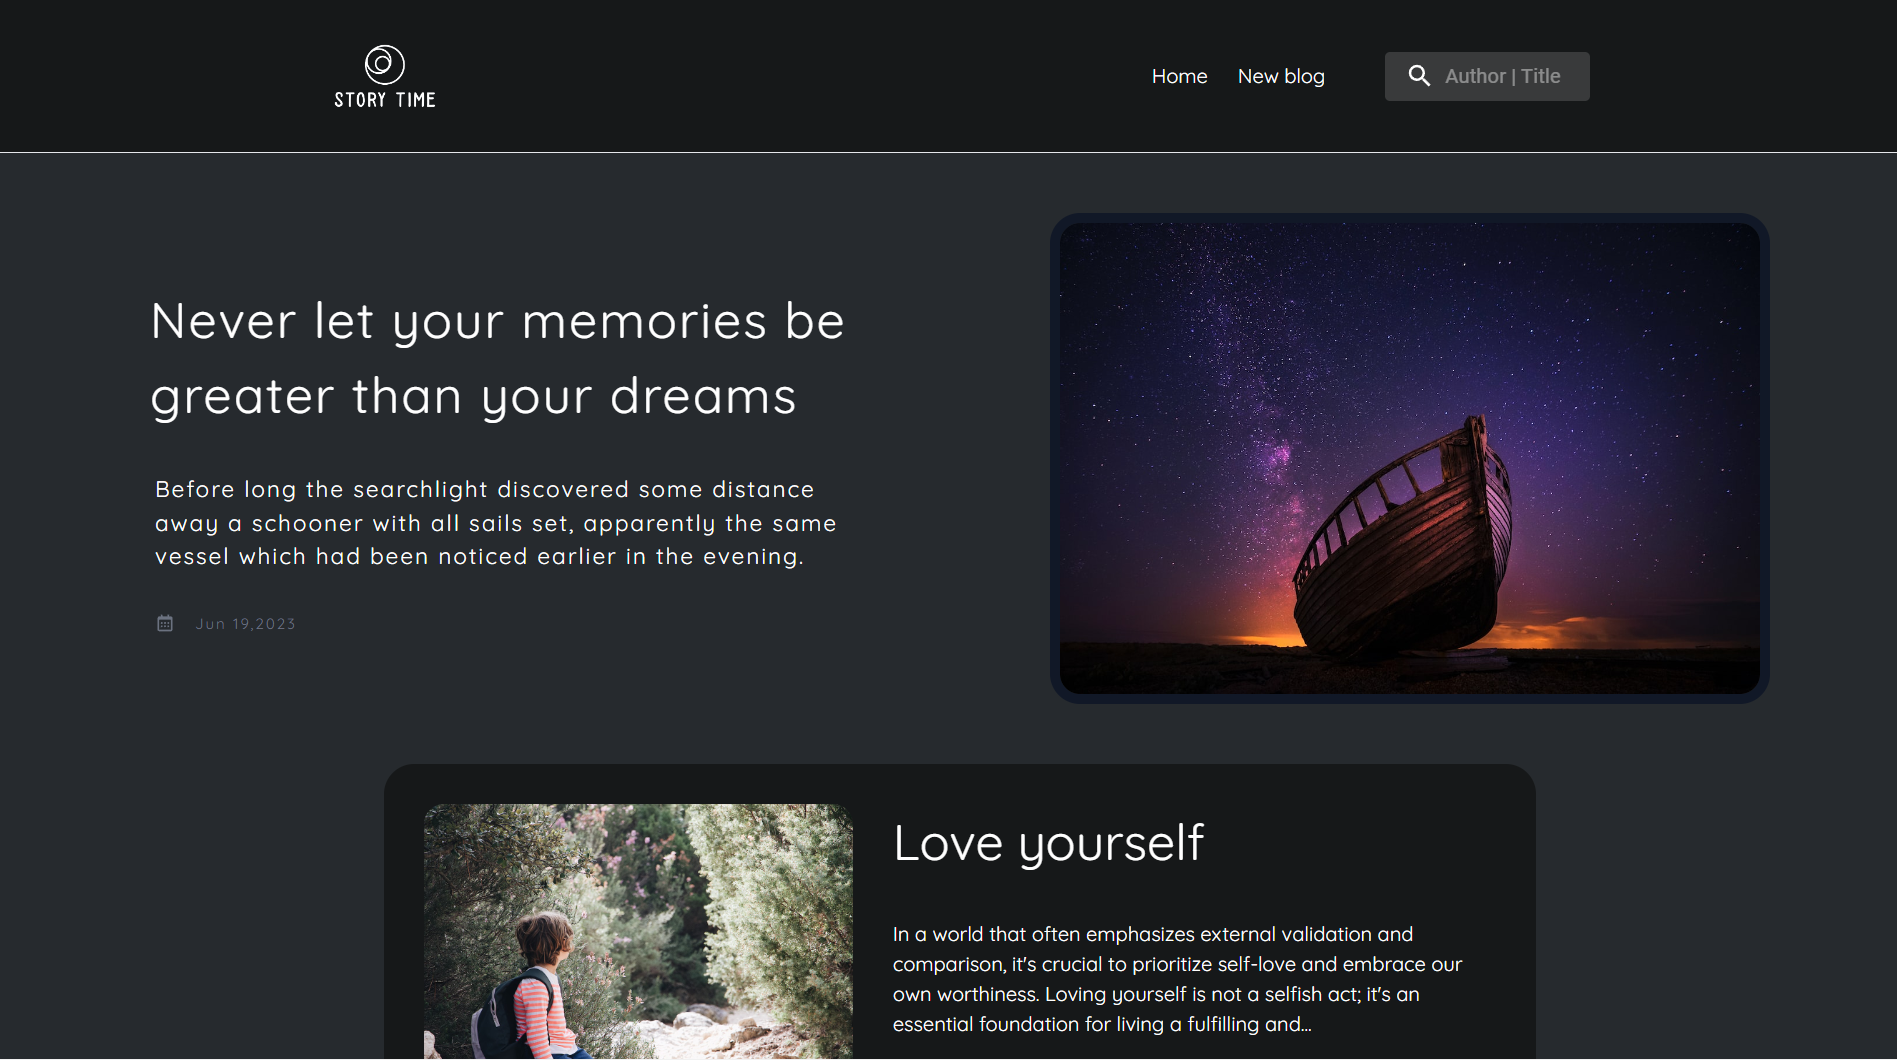 STORY TIME
Home
New blog
Author | Title
Never let your memories be
greater than your dreams
Before long the searchlight discovered some distance
away a schooner with all sails set, apparently the same
vessel which had been noticed earlier in the evening.
Jun 19,2023
Love yourself
In a world that often emphasizes external validation and
comparison, it's crucial to prioritize self-love and embrace our
own worthiness. Loving yourself is not a selfish act; it's an
essential foundation for living a fulfilling and...